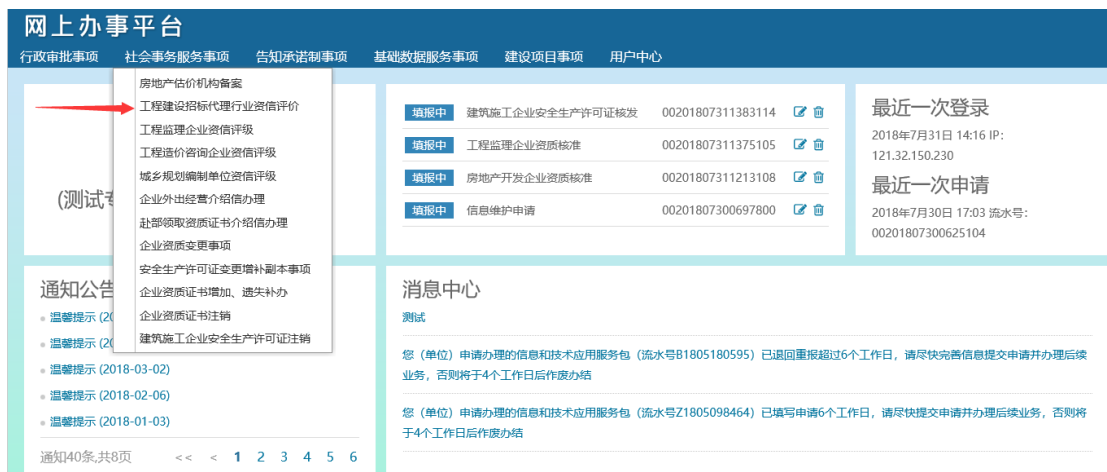 网上办事平台
行政审批事项 社会事务服务事项 告知承诺制事项 基础数据服务事项 建设项目事项 用户中心
房地产估价机构备案
工程建设招标代理行业资信评价
工程监理企业资信评级
工程造价咨询企业资信评级
城乡规划编制单位资信评级
企业外出经营介绍信办理
赴部领取资质证书介绍信办理
企业资质变更事项
安全生产许可证变更增补副本事项
企业资质证书增加、遗失补办
企业资质证书注销
建筑施工企业安全生产许可证注销
(测试专
填报中 建筑施工企业安全生产许可证核发 00201807311383114
填报中 工程监理企业资质核准 00201807311375105
填报中 房地产开发企业资质核准 00201807311213108
填报中 信息维护申请 00201807300697800
最近一次登录
2018年7月31日 14:16 IP:
121.32.150.230
最近一次申请
2018年7月30日 17:03 流水号:
00201807300625104
通知公告
温馨提示 (20
温馨提示 (20
温馨提示 (2018-03-02)
温馨提示 (2018-02-06)
温馨提示 (2018-01-03)
通知40条,共8页 << < 1 2 3 4 5 6
消息中心
测试
您（单位）申请办理的信息和技术应用服务包（流水号B1805180595）已退回重报超过6个工作日，请尽快完善信息提交申请并办理后续
业务，否则将于4个工作日后作废办结
您（单位）申请办理的信息和技术应用服务包（流水号Z1805098464）已填写申请6个工作日，请尽快提交申请并办理后续业务，否则将
于4个工作日后作废办结